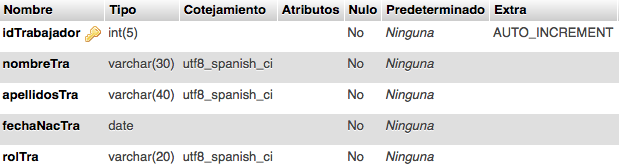 Nombre Tipo Cotejamiento Atributos Nulo Predeterminado Extra
idTrabajador int(5) No Ninguna AUTO_INCREMENT
nombreTra varchar(30) utf8_spanish_ci No Ninguna
apellidosTra varchar(40) utf8_spanish_ci No Ninguna
fechaNacTra date No Ninguna
rolTra varchar(20) utf8_spanish_ci No Ninguna